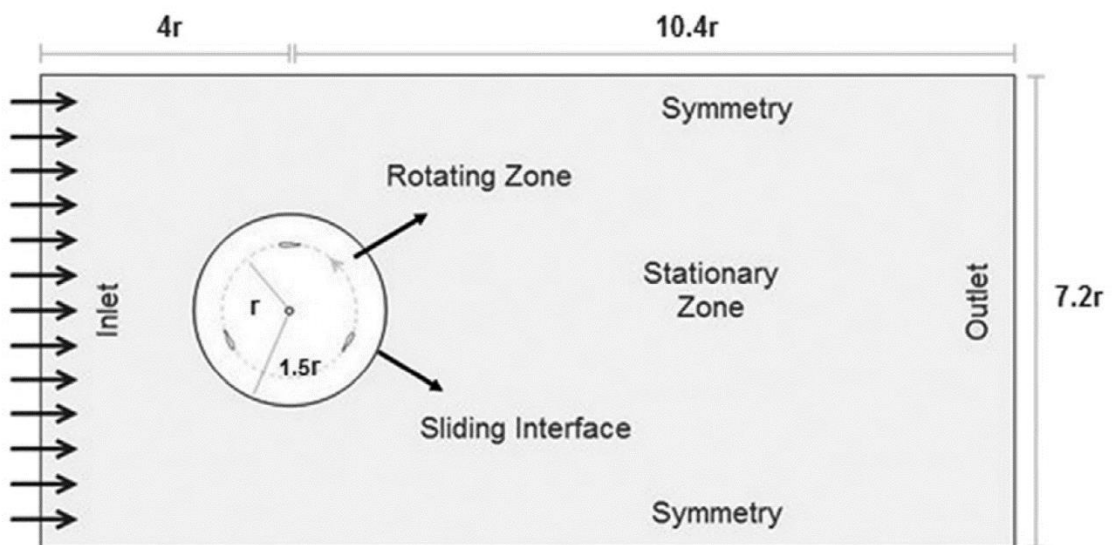 4r
10.4r
Symmetry
Rotating Zone
Stationary
Zone
Inlet
r
Outlet
7.2r
1.5r
Sliding Interface
Symmetry